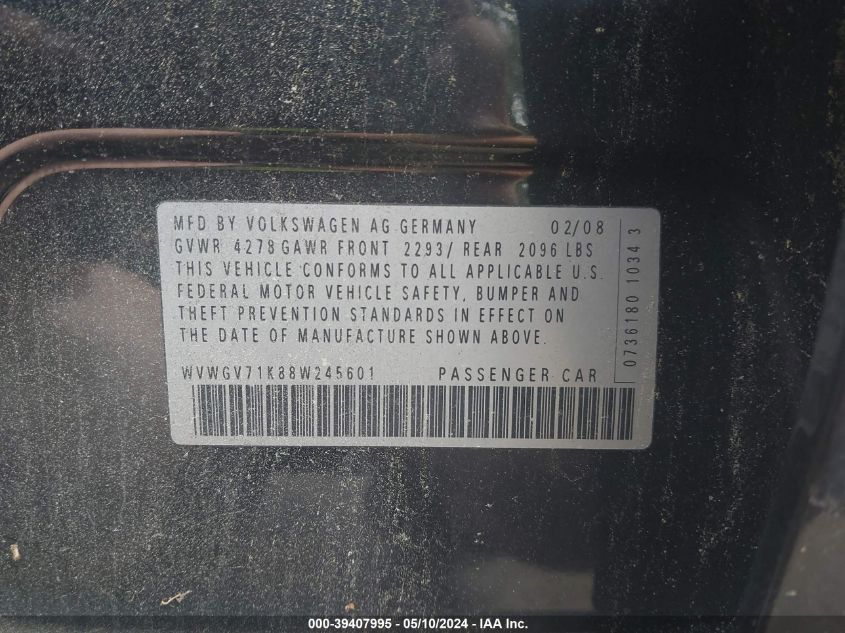 MFD BY VOLKSWAGEN AG GERMANY 02/08
GVWR 4278 GAWR FRONT 2293/ REAR 2096 LBS
THIS VEHICLE CONFORMS TO ALL APPLICABLE U.S.
FEDERAL MOTOR VEHICLE SAFETY, BUMPER AND
THEFT PREVENTION STANDARDS IN EFFECT ON
THE DATE OF MANUFACTURE SHOWN ABOVE.
WVWGV71K88W245601 PASSENGER CAR
0736180 1034 3
000-39407995 - 05/10/2024 - IAA Inc.